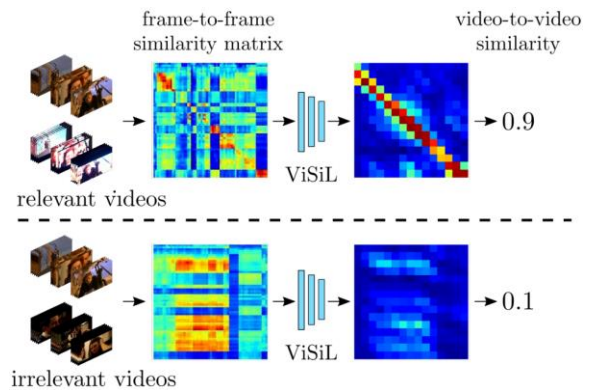 frame-to-frame
similarity matrix
video-to-video
similarity
ViSiL
0.9
relevant videos
ViSiL
0.1
irrelevant videos